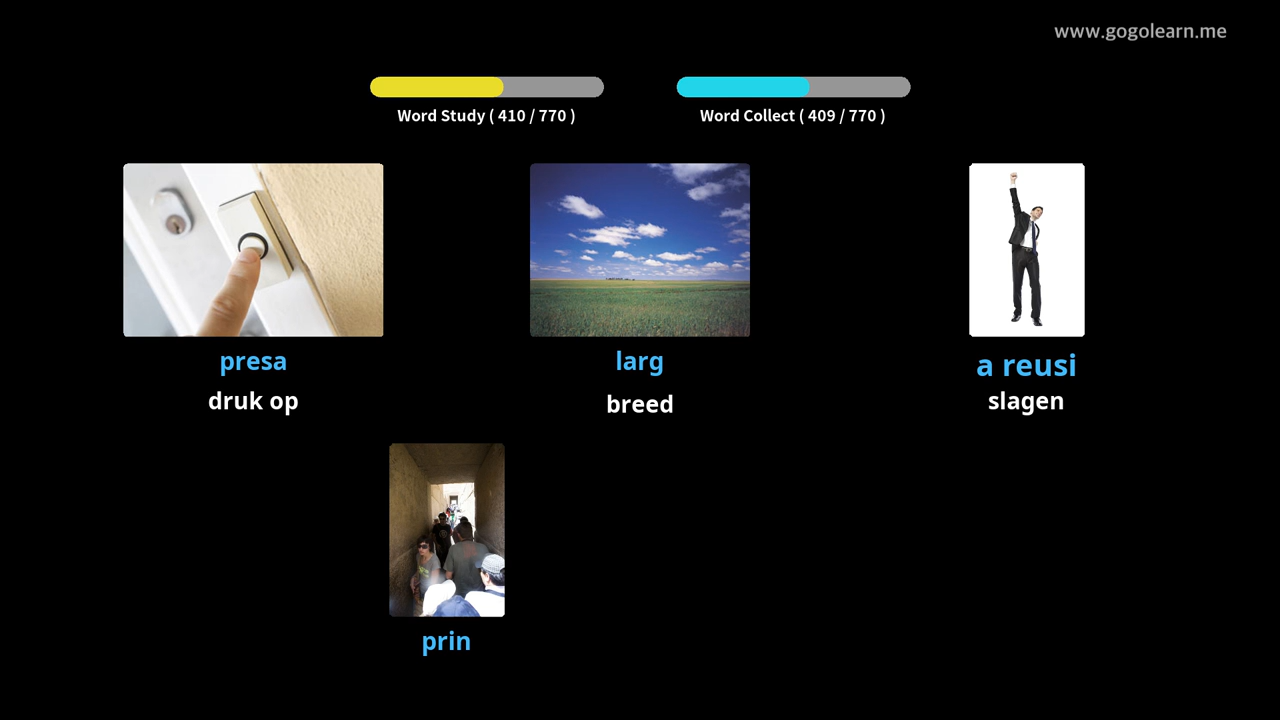 www.gogolearn.me
Word Study ( 410 / 770 )
Word Collect ( 409 / 770 )
presa
larg
a reusi
druk op
breed
slagen
prin